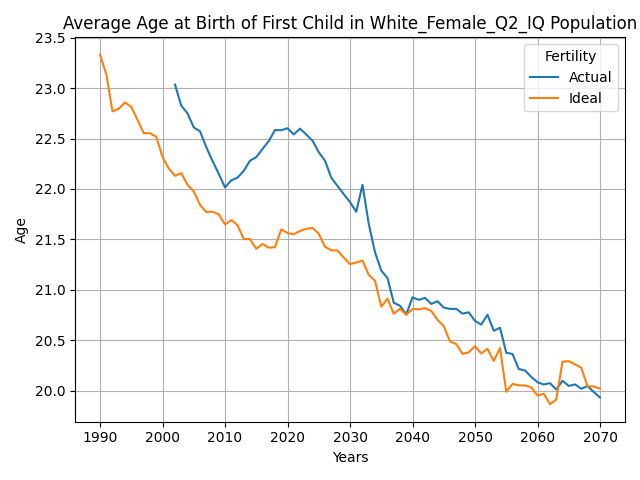 Average Age at Birth of First Child in White_Female_Q2_IQ Population
Fertility
Actual
Ideal
Age
23.5
23.0
22.5
22.0
21.5
21.0
20.5
20.0
1990 2000 2010 2020 2030 2040 2050 2060 2070
Years